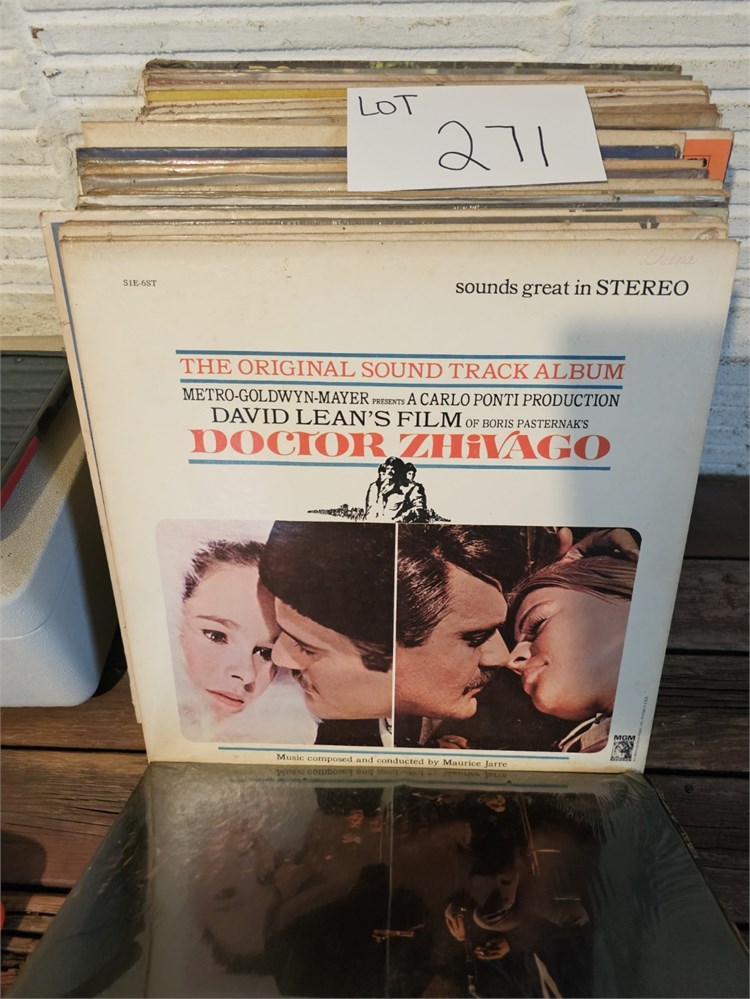 LOT
271
S1E-6ST
sounds great in STEREO
THE ORIGINAL SOUND TRACK ALBUM
METRO-GOLDWYN-MAYER PRESENTS A CARLO PONTI PRODUCTION
DAVID LEAN'S FILM OF BORIS PASTERNAK'S
DOCTOR ZHiVAGO
MGM
Music composed and conducted by Maurice Jarre